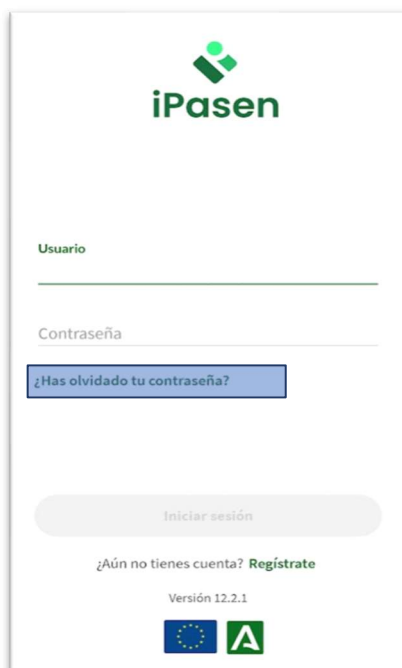 iPasen
Usuario
Contraseña
¿Has olvidado tu contraseña?
Iniciar sesión
¿Aún no tienes cuenta? Regístrate
Versión 12.2.1